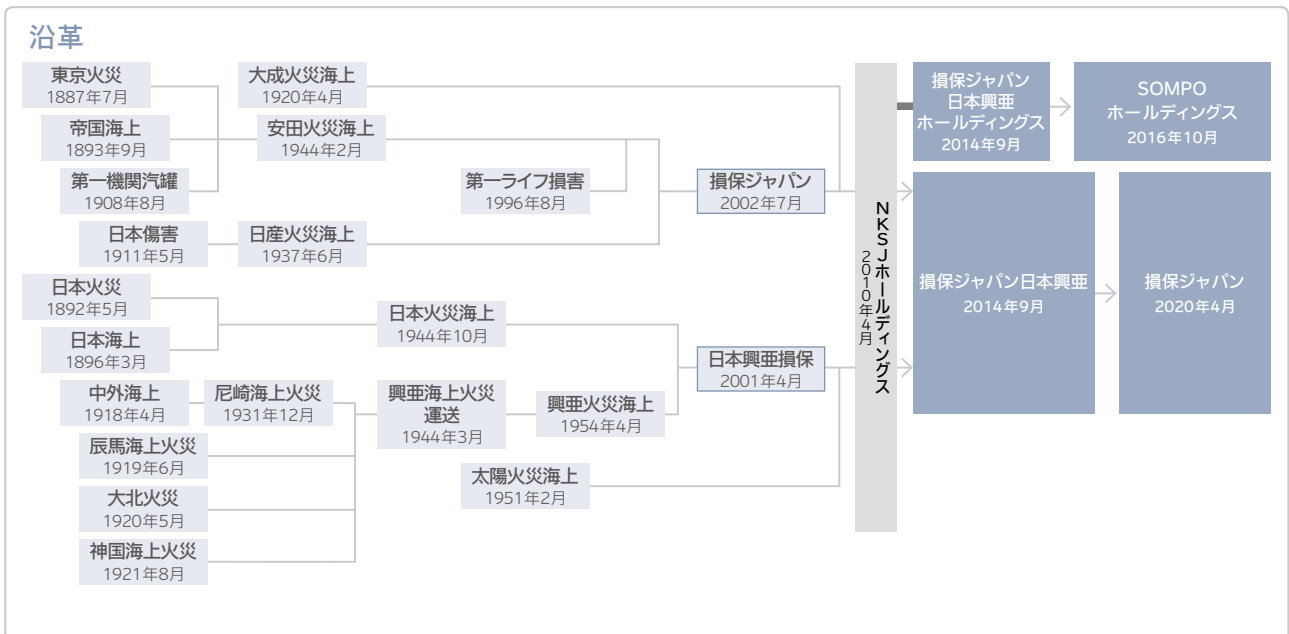 沿革
東京火災
1887年7月
大成火災海上
1920年4月
帝国海上
1893年9月
安田火災海上
1944年2月
第一機関汽罐
1908年8月
第一ライフ損害
1996年8月
損保ジャパン
2002年7月
日本傷害
1911年5月
日産火災海上
1937年6月
日本火災
1892年5月
日本火災海上
1944年10月
日本海上
1896年3月
日本興亜損保
2001年4月
中外海上
1918年4月
尼崎海上火災
1931年12月
興亜海上火災
運送
1944年3月
興亜火災海上
1954年4月
辰馬海上火災
1919年6月
太陽火災海上
1951年2月
大北火災
1920年5月
神国海上火災
1921年8月
NKSJホールディングス
2010年4月
損保ジャパン
日本興亜
ホールディングス
2014年9月
SOMPO
ホールディングス
2016年10月
損保ジャパン日本興亜
2014年9月
損保ジャパン
2020年4月